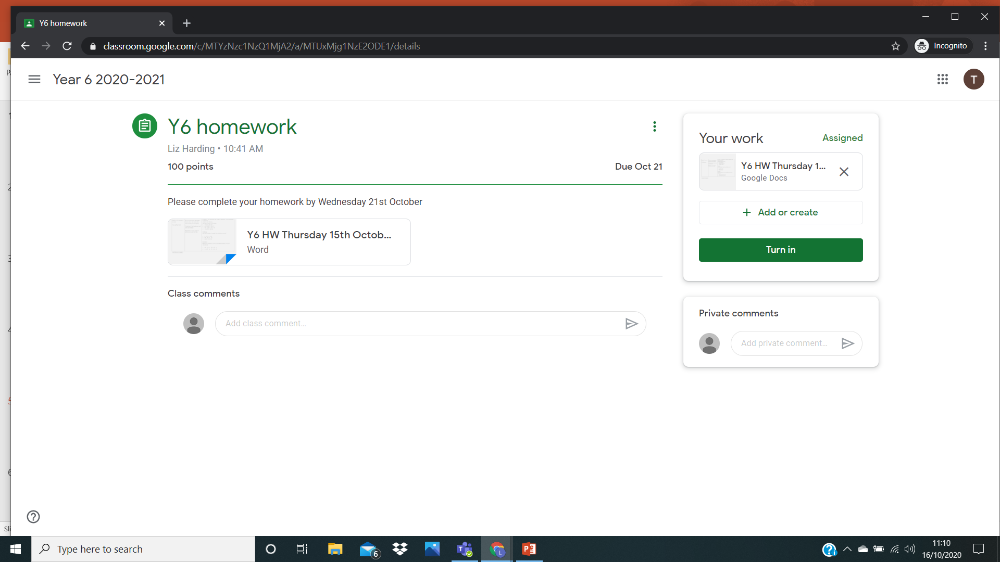 Y6 homework
classroom.google.com/c/MTYzNzc1NzQ1MjA2/a/MTUxMjg1NzE2ODE1/details
Incognito
Year 6 2020-2021
T
Y6 homework
Liz Harding • 10:41 AM
100 points
Due Oct 21
Please complete your homework by Wednesday 21st October
Y6 HW Thursday 15th Octob...
Word
Class comments
Add class comment...
Your work
Assigned
Y6 HW Thursday 1...
Google Docs
+ Add or create
Turn in
Private comments
Add private comment...
Type here to search
6
11:10
16/10/2020